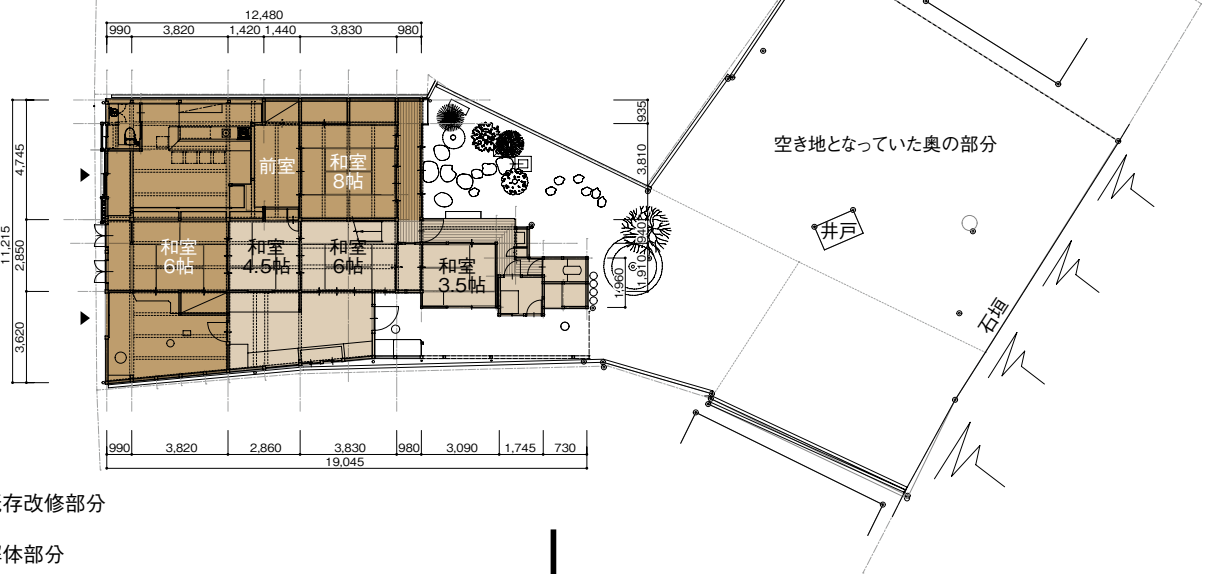 12,480
990 3,820 1,420 1,440 3,830 980
11,215
4,745
2,850
3,620
935
3,810
940
1,910
1,960
前室
和室
8帖
和室
6帖
和室
4.5帖
和室
6帖
和室
3.5帖
空き地となっていた奥の部分
井戸
石垣
990 3,820 2,860 3,830 980 3,090 1,745 730
19,045
存改修部分
体部分